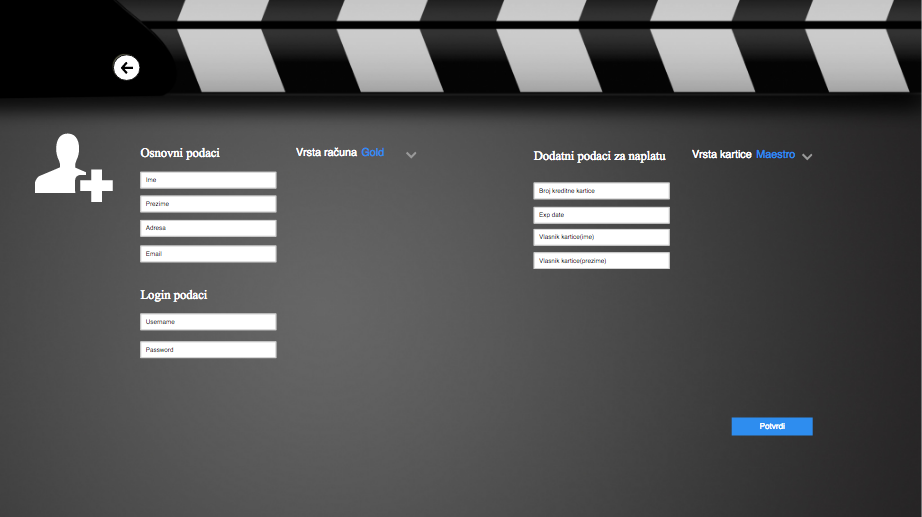 Osnovni podaci
Vrsta računa Gold
Ime
Prezime
Adresa
Email
Login podaci
Username
Password
Dodatni podaci za naplatu
Vrsta kartice Maestro
Broj kreditne kartice
Exp date
Vlasnik kartice(ime)
Vlasnik kartice(prezime)
Potvrdi